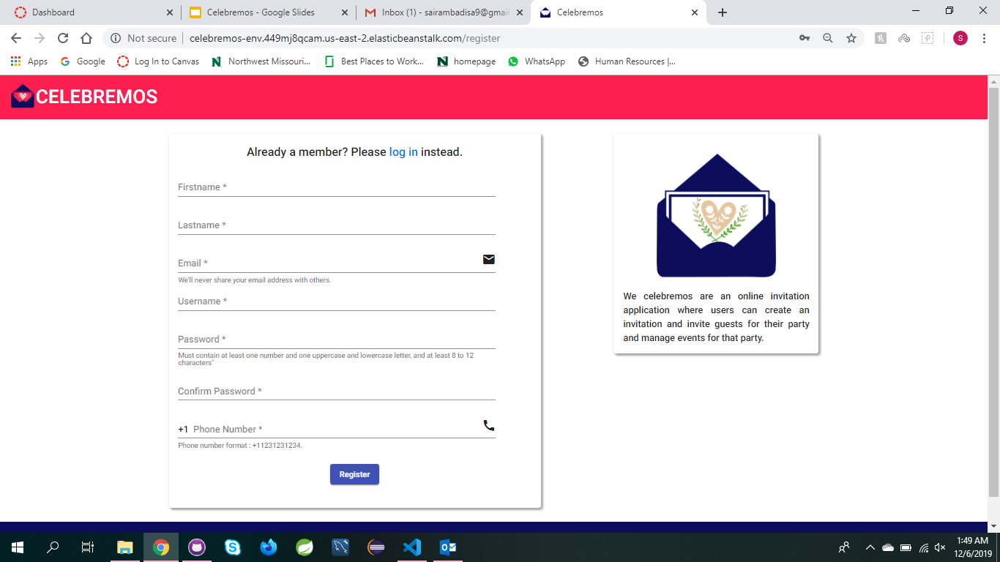 Dashboard
Celebremos - Google Slides
Inbox (1) - sairambadisa9@gmail
Celebremos
Not secure
celebremos-env.449mj8qcam.us-east-2.elasticbeanstalk.com/register
S
Apps
Google
Log In to Canvas
Northwest Missouri...
Best Places to Work...
homepage
WhatsApp
Human Resources |...
CELEBREMOS
Already a member? Please log in instead.
Firstname *
Lastname *
Email *
We'll never share your email address with others.
Username *
Password *
Must contain at least one number and one uppercase and lowercase letter, and at least 8 to 12
characters"
Confirm Password *
+1 Phone Number *
Phone number format : +11231231234.
Register
We celebremos are an online invitation
application where users can create an
invitation and invite guests for their party
and manage events for that party.
1:49 AM
12/6/2019